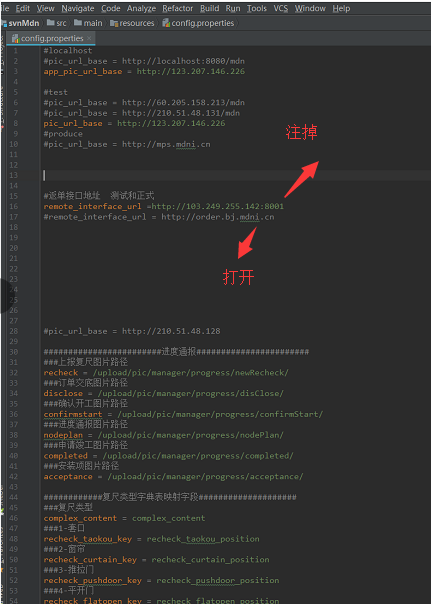 File Edit View Navigate Code Analyze Refactor Build Run Tools VCS Window Help
svnMdn src main resources config.properties
config.properties
1 #localhost
2 #pic_url_base = http://localhost:8080/mdn
3 app_pic_url_base = http://123.207.146.226
4
5 #test
6 #pic_url_base = http://60.205.158.213/mdn
7 #pic_url_base = http://210.51.48.131/mdn
8 pic_url_base = http://123.207.146.226
9 #produce
10 #pic_url_base = http://mps.mdni.cn
注掉
11
12
13
14
15 #返单接口地址 测试和正式
16 remote_interface_url =http://103.249.255.142:8001
17 #remote_interface_url = http://order.bj.mdni.cn
18
19
20
21
22
打开
23
24
25
26
27
28 #pic_url_base = http://210.51.48.128
29
30 ########################进度通报#######################
31 ###上报复尺图片路径
32 recheck = /upload/pic/manager/progress/newRecheck/
33 ###订单交底图片路径
34 disclose = /upload/pic/manager/progress/disClose/
35 ###确认开工图片路径
36 confirmstart = /upload/pic/manager/progress/confirmStart/
37 ###进度通报图片路径
38 nodeplan = /upload/pic/manager/progress/nodePlan/
39 ###申请竣工图片路径
40 completed = /upload/pic/manager/progress/completed/
41 ###安装项图片路径
42 acceptance = /upload/pic/manager/progress/acceptance/
43
44 ############复尺类型字典表映射字段####################
45 ###复尺类型
46 complex_content = complex_content
47 ###1-套口
48 recheck_taokou_key = recheck_taokou_position
49 ###2-窗帘
50 recheck_curtain_key = recheck_curtain_position
51 ###3-推拉门
52 recheck_pushdoor_key = recheck_pushdoor_position
53 ###4-平开门
54 recheck_flatopen_key = recheck_flatopen_position